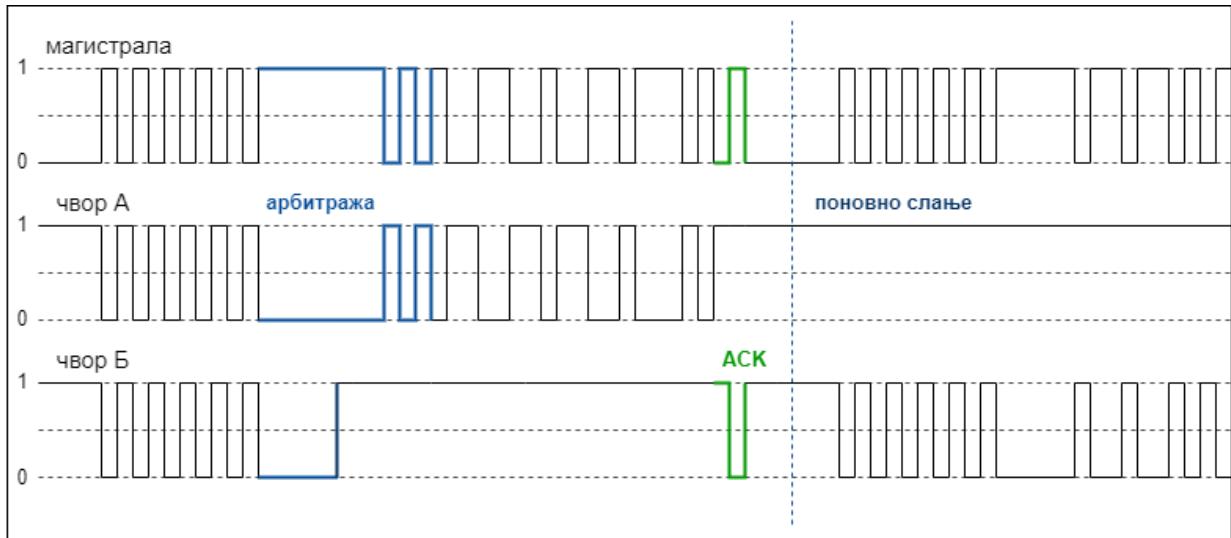 магистрала
1
0
чвор А
арбитража
поновно слање
1
0
чвор Б
ACK
1
0